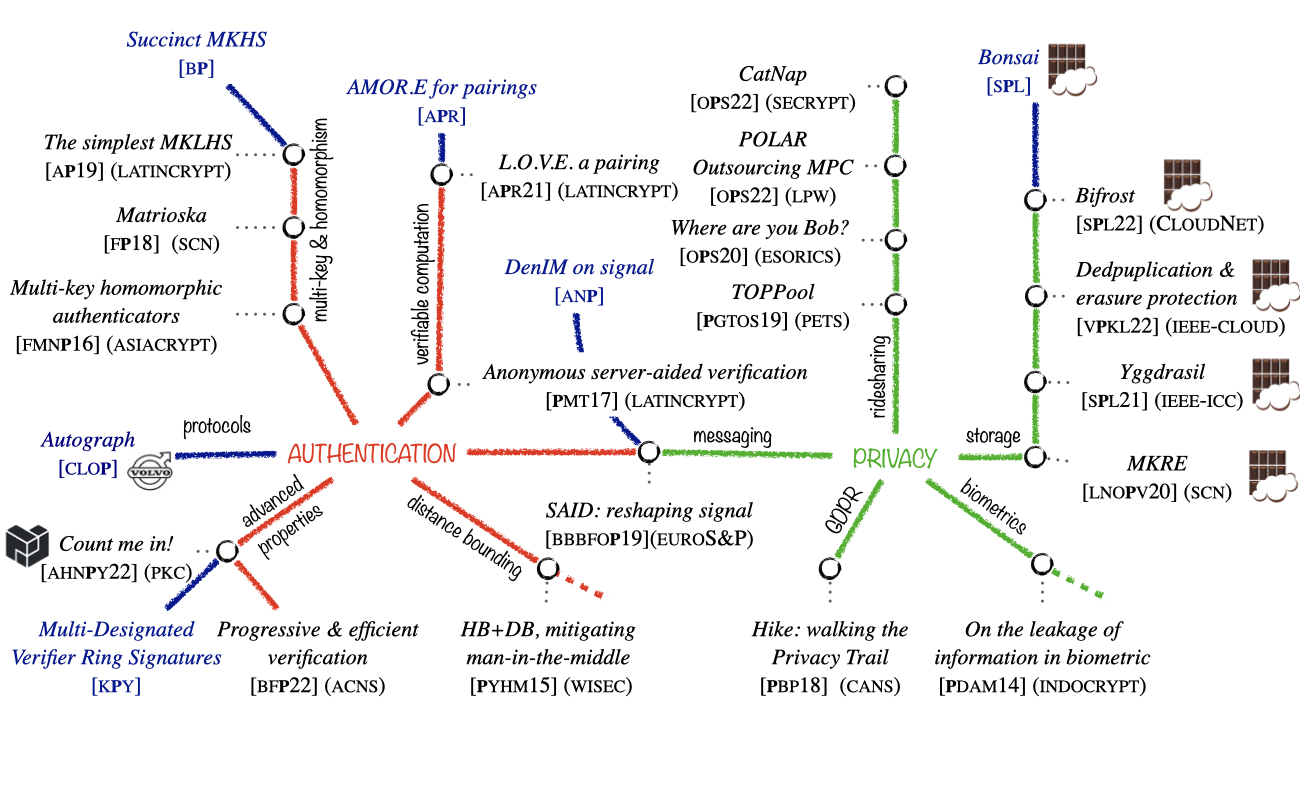 Succinct MKHS
[BP]
The simplest MKLHS
[AP19] (LATINCRYPT)
Matrioska
[FP18] (SCN)
Multi-key homomorphic
authenticators
[FMNP16] (ASIACRYPT)
multi-key & homomorphism
AMOR.E for pairings
[APR]
L.O.V.E. a pairing
[APR21] (LATINCRYPT)
verifiable computation
DenIM on signal
[ANP]
Anonymous server-aided verification
[PMT17] (LATINCRYPT)
CatNap
[OPS22] (SECRYPT)
POLAR
Outsourcing MPC
[OPS22] (LPW)
Where are you Bob?
[OPS20] (ESORICS)
TOPPool
[PGTOS19] (PETS)
ridesharing
Bonsai
[SPL]
Bifrost
[SPL22] (CLOUDNET)
Dedpuplication &
erasure protection
[VPKL22] (IEEE-CLOUD)
Yggdrasil
[SPL21] (IEEE-ICC)
MKRE
[LNOPV20] (SCN)
storage
Autograph
[CLOP]
VOLVO
protocols
AUTHENTICATION
messaging
PRIVACY
SAID: reshaping signal
[BBBFOP19](EUROS&P)
advanced
properties
distance bounding
GDPR
biometrics
Count me in!
[AHNPY22] (PKC)
Multi-Designated
Verifier Ring Signatures
[KPY]
Progressive & efficient
verification
[BFP22] (ACNS)
HB+DB, mitigating
man-in-the-middle
[PYHM15] (WISEC)
Hike: walking the
Privacy Trail
[PBP18] (CANS)
On the leakage of
information in biometric
[PDAM14] (INDOCRYPT)